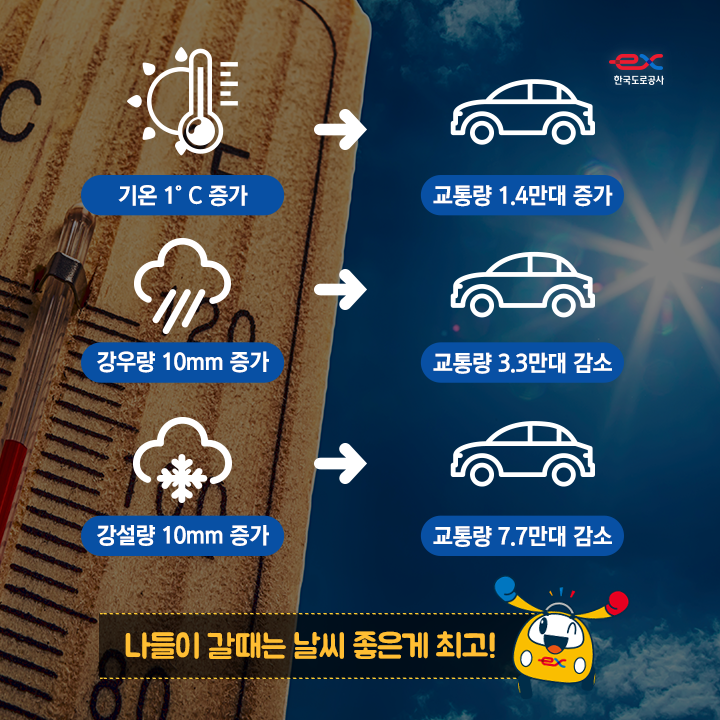 ex
한국도로공사
C
F
기온 1° C 증가
교통량 1.4만대 증가
120
강우량 10mm 증가
교통량 3.3만대 감소
100
강설량 10mm 증가
교통량 7.7만대 감소
나들이 갈때는 날씨 좋은게 최고!
ex
80